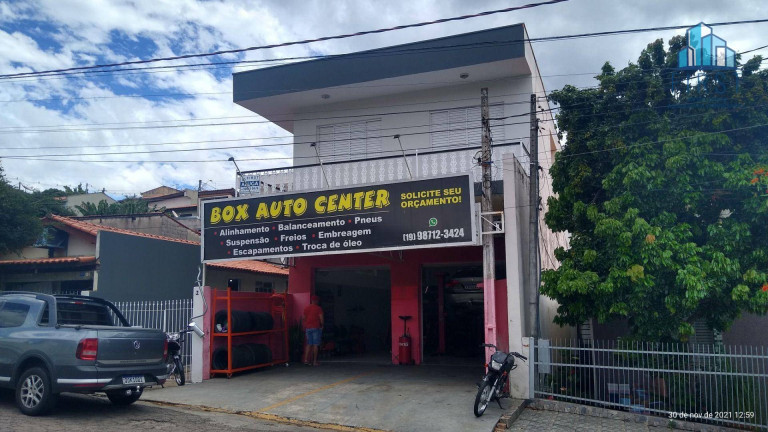 BOX AUTO CENTER
SOLICITE SEU
ORÇAMENTO!
• Alinhamento • Balanceamento • Pneus
• Suspensão • Freios • Embreagem
• Escapamentos • Troca de óleo
(19) 98712-3424
30 de nov de 2021 12:59